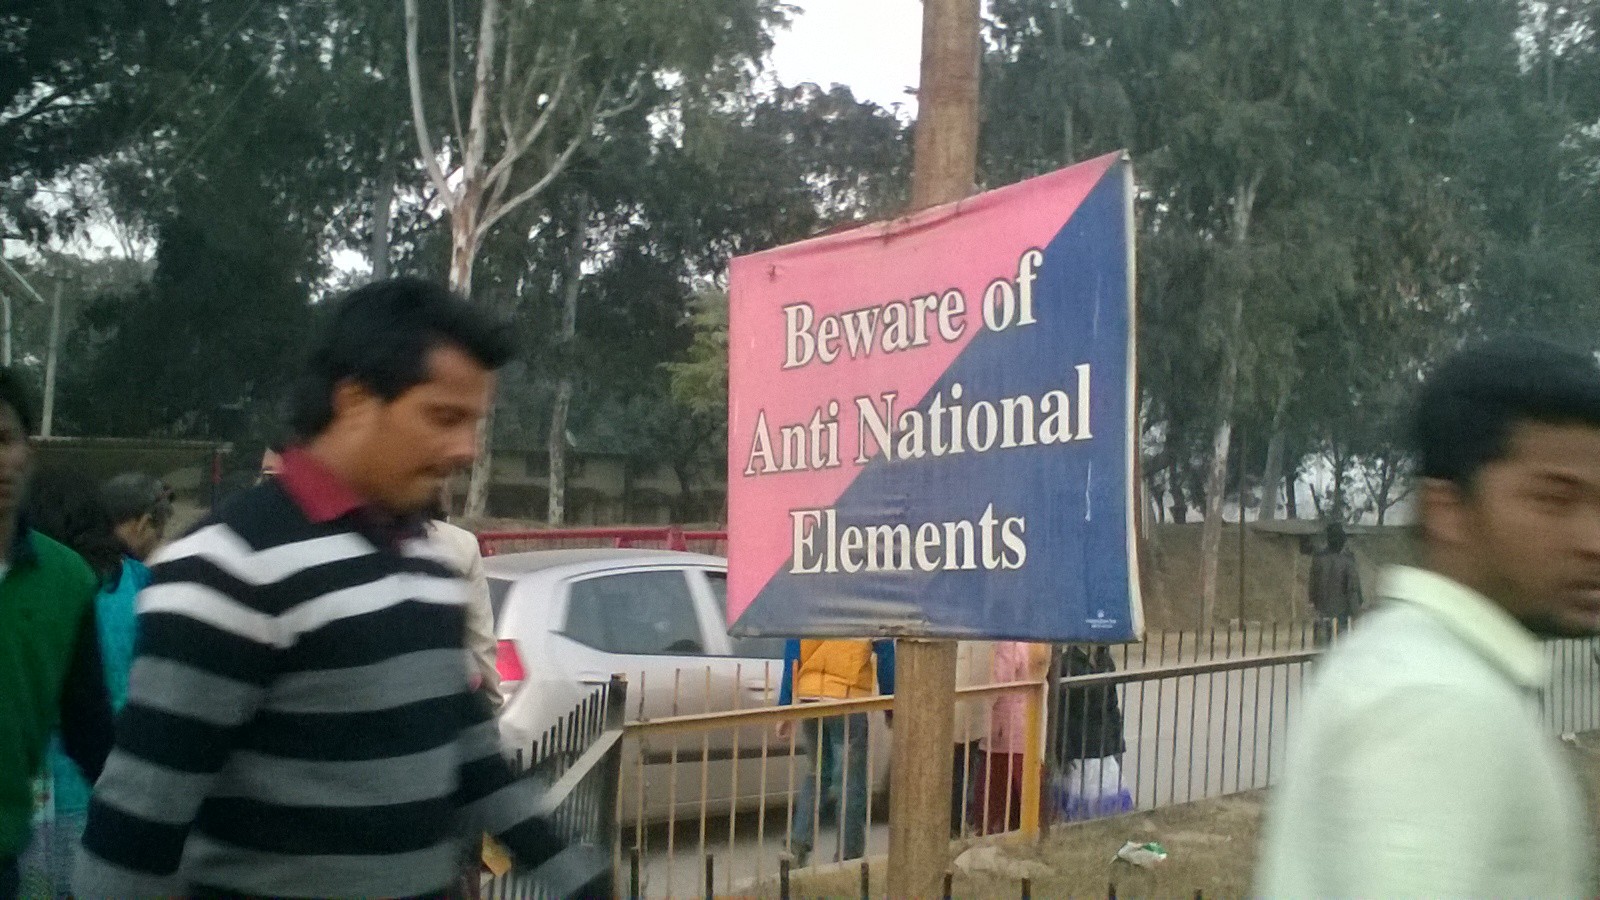 Beware of
Anti National
Elements